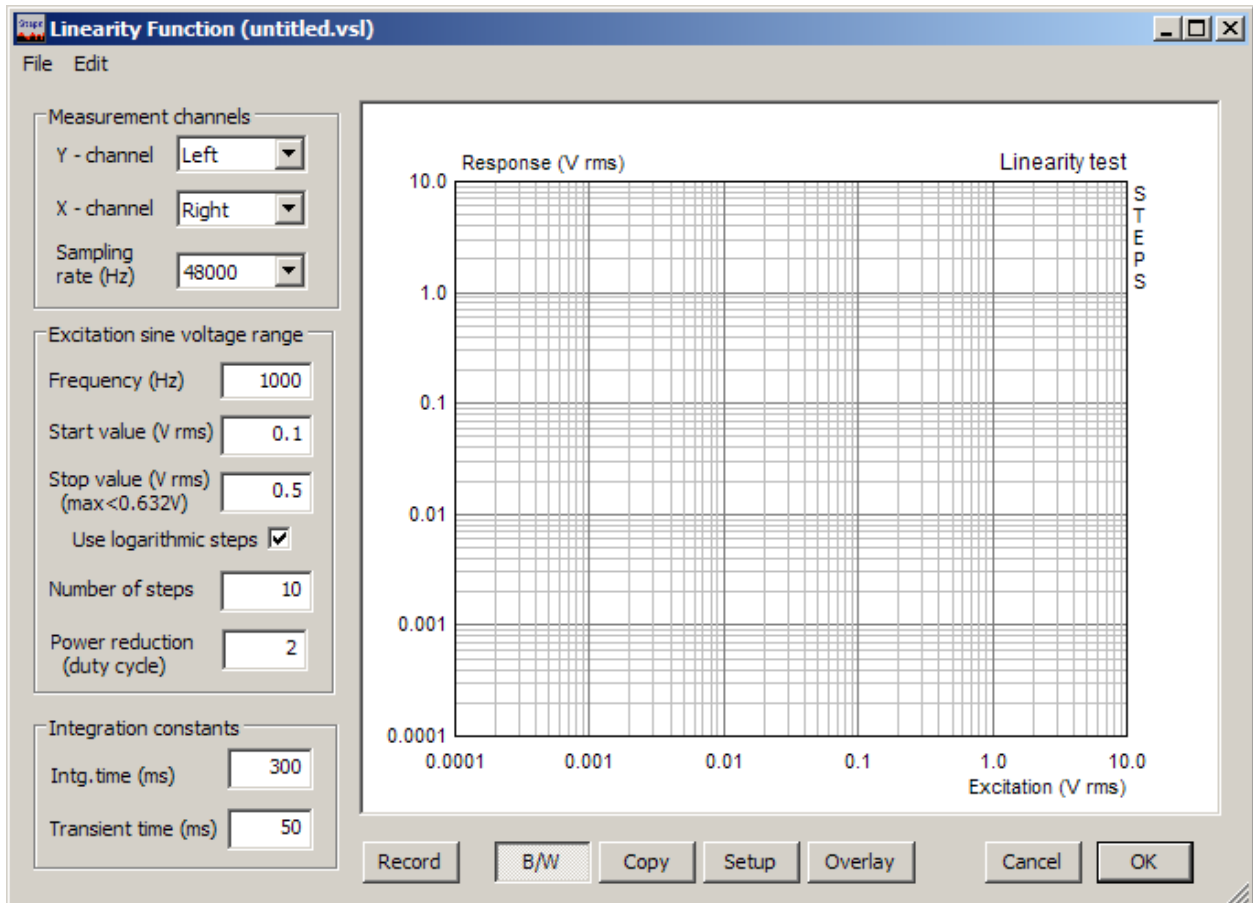 Steps
Linearity Function (untitled.vsl)
File Edit
Measurement channels
Y - channel Left
X - channel Right
Sampling
rate (Hz) 48000
Excitation sine voltage range
Frequency (Hz) 1000
Start value (V rms) 0.1
Stop value (V rms)
(max<0.632V) 0.5
Use logarithmic steps
Number of steps 10
Power reduction
(duty cycle) 2
Integration constants
Intg.time (ms) 300
Transient time (ms) 50
Response (V rms) Linearity test
10.0
1.0
0.1
0.01
0.001
0.0001
S
T
E
P
S
0.0001 0.001 0.01 0.1 1.0 10.0
Excitation (V rms)
Record B/W Copy Setup Overlay Cancel OK